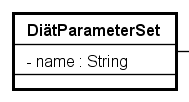 DiätParameterSet
- name : String